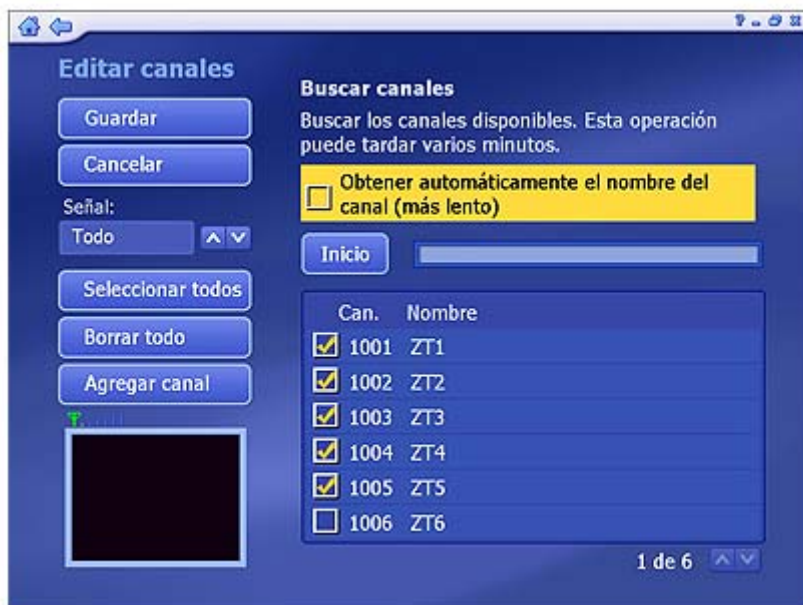 Editar canales
Guardar
Cancelar
Señal:
Todo
Seleccionar todos
Borrar todo
Agregar canal
Buscar canales
Buscar los canales disponibles. Esta operación
puede tardar varios minutos.
Obtener automáticamente el nombre del
canal (más lento)
Inicio
Can. Nombre
1001 ZT1
1002 ZT2
1003 ZT3
1004 ZT4
1005 ZT5
1006 ZT6
1 de 6